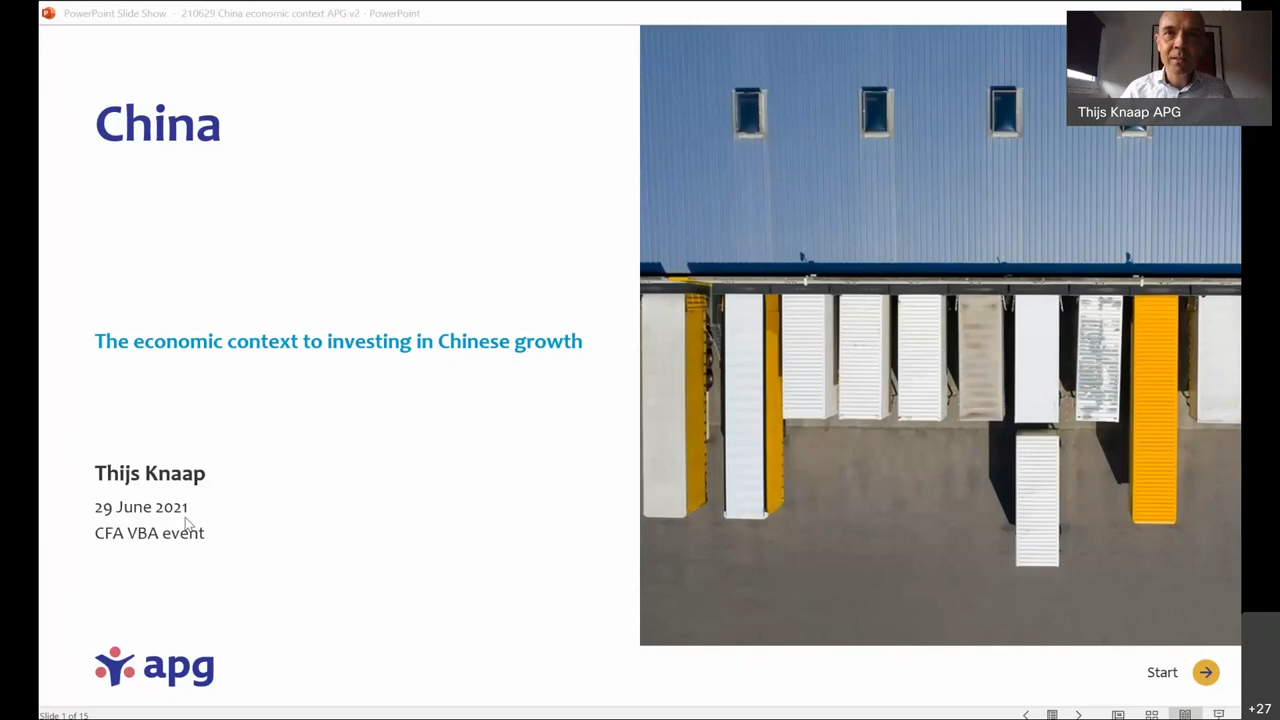 PowerPoint Slide Show - 210629 China economic context APG v2 - PowerPoint
Thijs Knaap APG
China
The economic context to investing in Chinese growth
Thijs Knaap
29 June 2021
CFA VBA event
apg
Start
Slide 1 of 15
+27